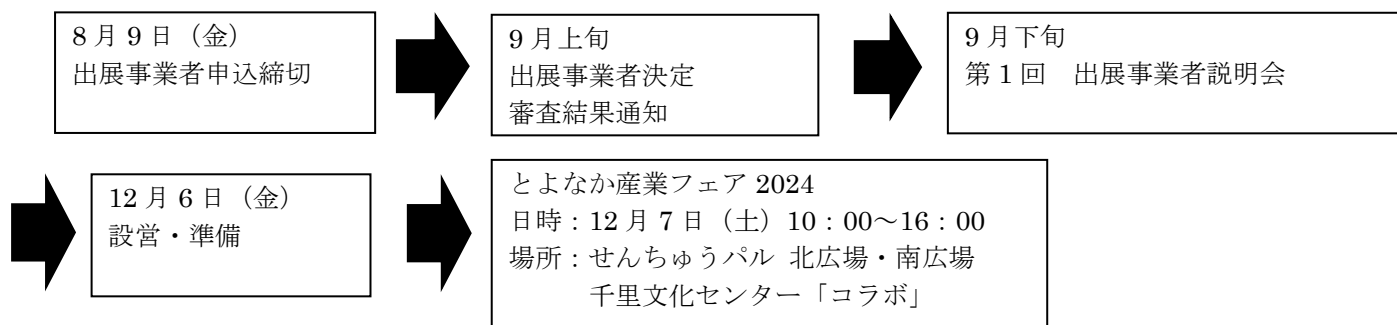 8月9日（金）
出展事業者申込締切
9月上旬
出展事業者決定
審査結果通知
9月下旬
第1回　出展事業者説明会
12月6日（金）
設営・準備
とよなか産業フェア 2024
日時：12月7日（土）10：00～16：00
場所：せんちゅうパル 北広場・南広場
千里文化センター「コラボ」